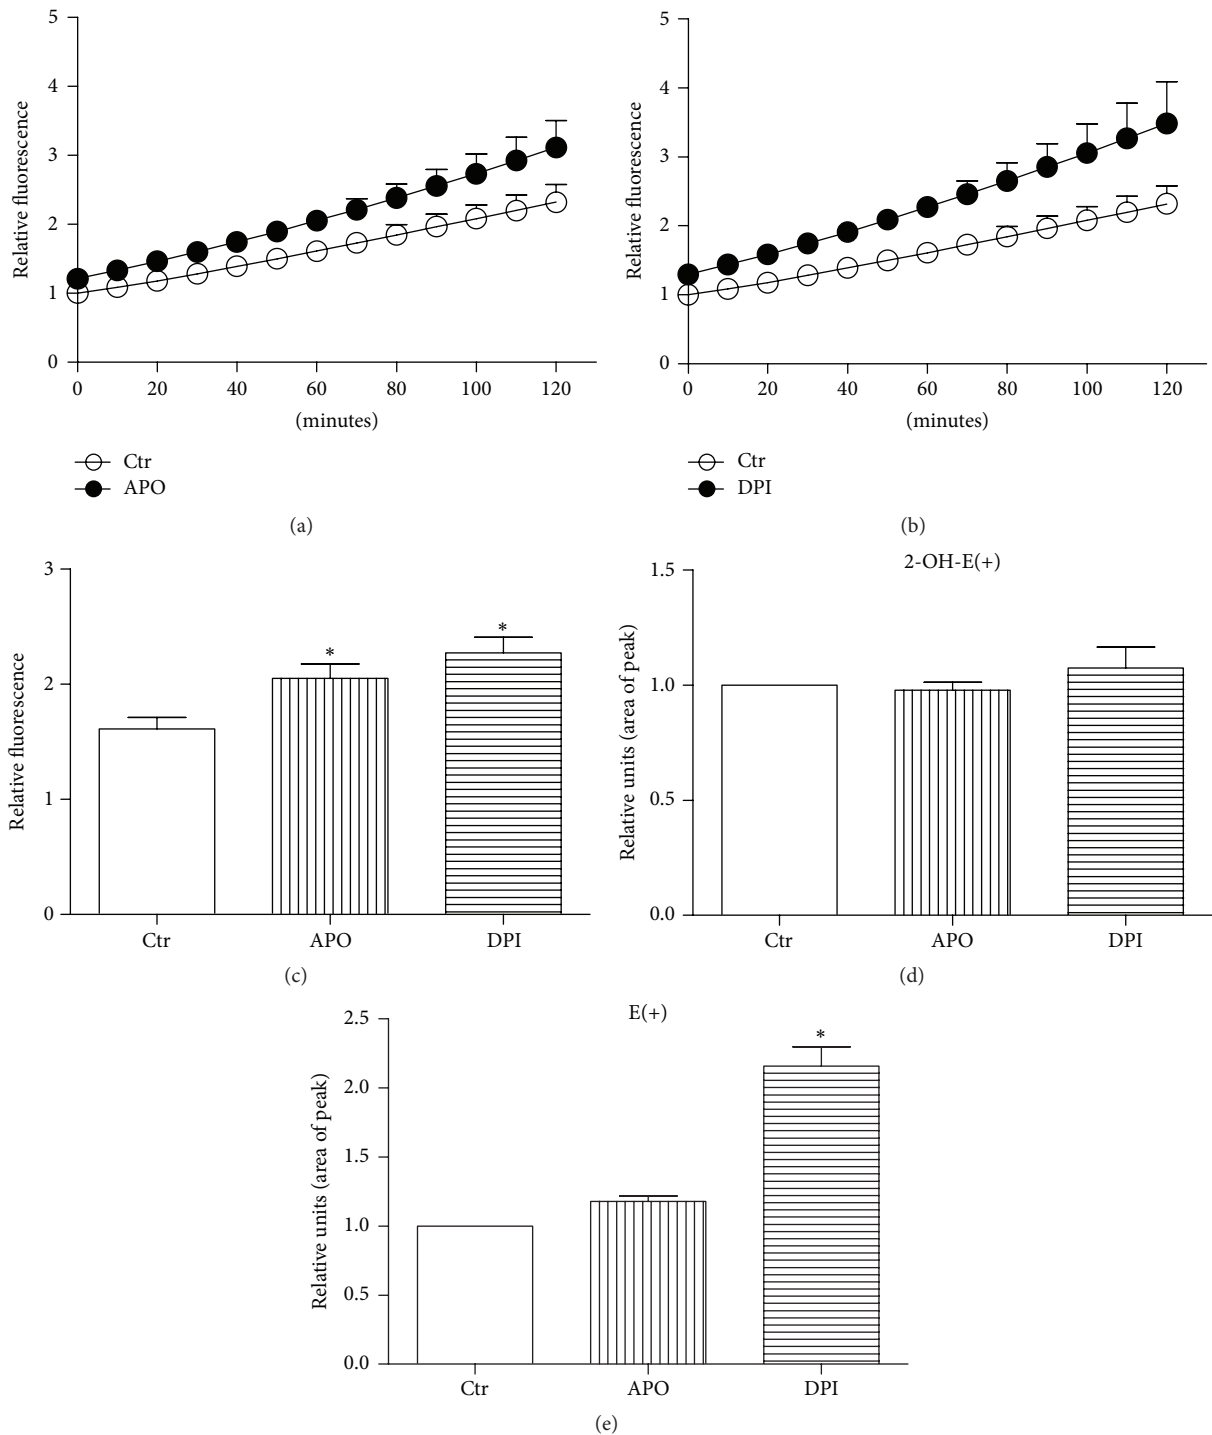 5
4
3
2
1
0
Relative fluorescence
0 20 40 60 80 100 120
(minutes)
Ctr
APO
(a)
5
4
3
2
1
0
Relative fluorescence
0 20 40 60 80 100 120
(minutes)
Ctr
DPI
(b)
3
2
1
0
Relative fluorescence
*
*
Ctr APO DPI
(c)
2-OH-E(+)
1.5
1.0
0.5
0.0
Relative units (area of peak)
Ctr APO DPI
(d)
E(+)
2.5
2.0
1.5
1.0
0.5
0.0
Relative units (area of peak)
*
Ctr APO DPI
(e)